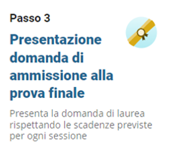 Passo 3
Presentazione
domanda di
ammissione alla
prova finale
Presenta la domanda di laurea
rispettando le scadenze previste
per ogni sessione